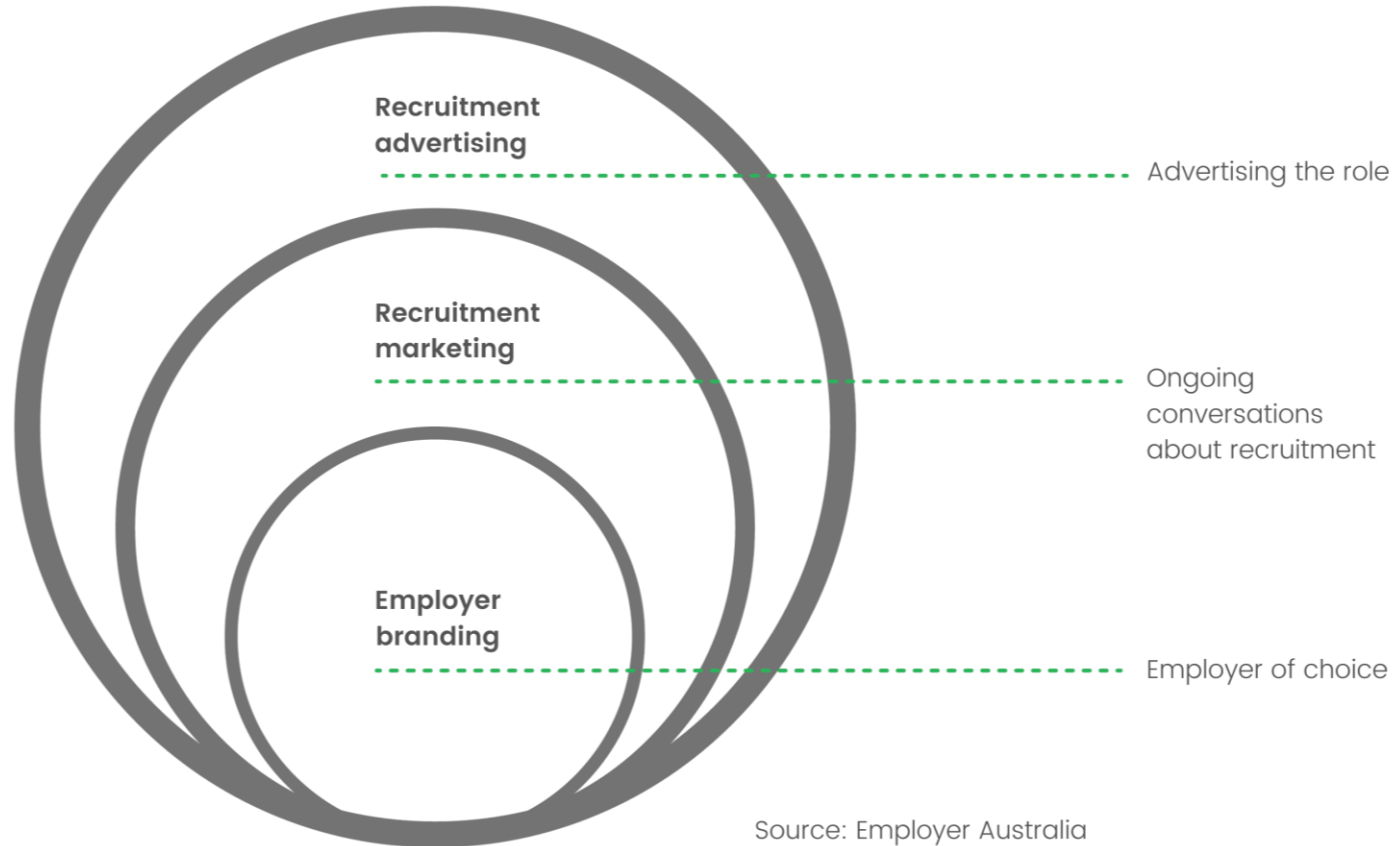 Recruitment
advertising
Advertising the role
Recruitment
marketing
Ongoing
conversations
about recruitment
Employer
branding
Employer of choice
Source: Employer Australia